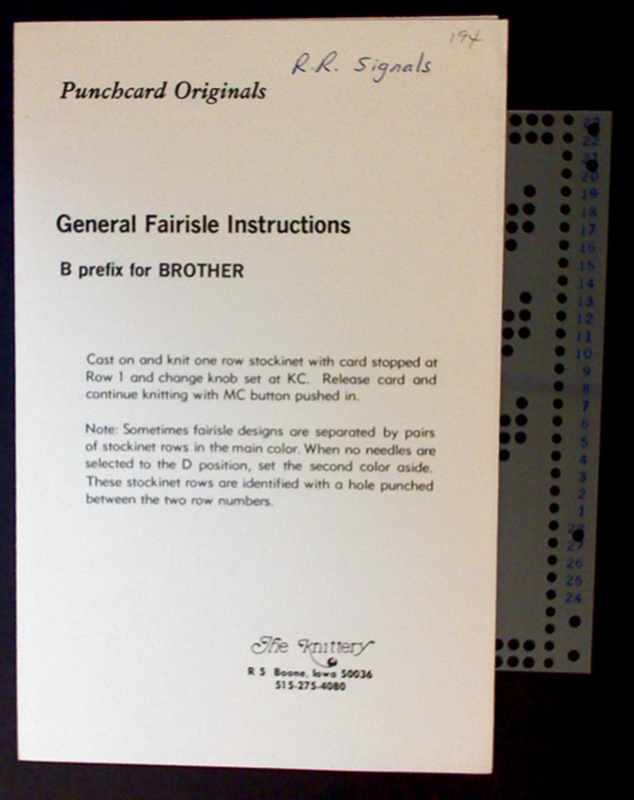 194
R.R. Signals
Punchcard Originals
General Fairisle Instructions
B prefix for BROTHER
Cast on and knit one row stockinet with card stopped at
Row 1 and change knob set at KC. Release card and
continue knitting with MC button pushed in.
Note: Sometimes fairisle designs are separated by pairs
of stockinet rows in the main color. When no needles are
selected to the D position, set the second color aside.
These stockinet rows are identified with a hole punched
between the two row numbers.
The Knittery
R 5 Boone, Iowa 50036
515-275-4080
23
22
21
20
19
18
17
16
15
14
13
12
11
10
9
8
7
6
5
4
3
2
1
28
27
26
25
24